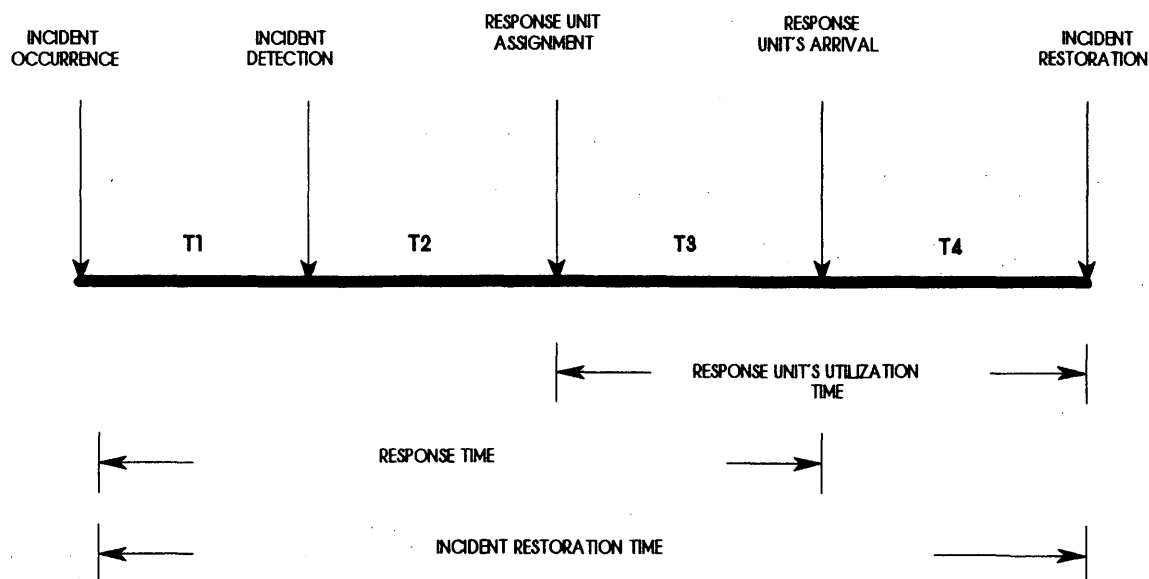 INCIDENT
OCCURRENCE
INCIDENT
DETECTION
RESPONSE UNIT
ASSIGNMENT
RESPONSE
UNIT'S ARRIVAL
INCIDENT
RESTORATION
T1
T2
T3
T4
RESPONSE UNIT'S UTILIZATION
TIME
RESPONSE TIME
INCIDENT RESTORATION TIME